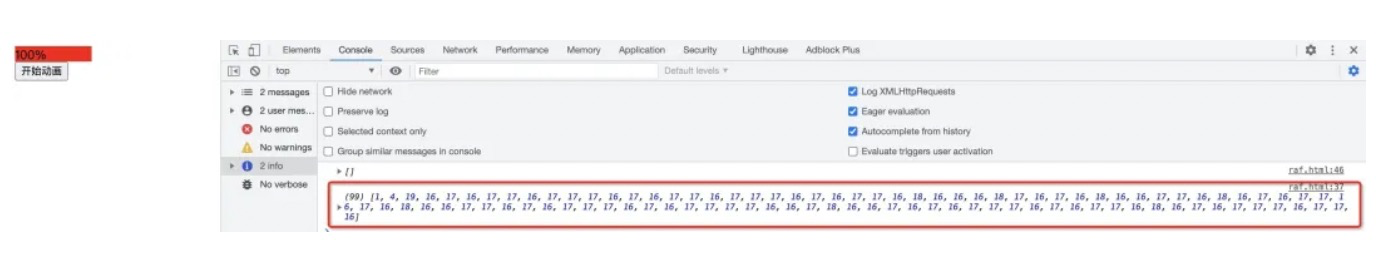 100%
开始动画
Elements Console Sources Network Performance Memory Application Security Lighthouse Adblock Plus
top Filter Default levels
2 messages
2 user mes...
No errors
No warnings
2 info
No verbose
Hide network
Preserve log
Selected context only
Group similar messages in console
Log XMLHttpRequests
Eager evaluation
Autocomplete from history
Evaluate triggers user activation
[] raf.html:46
raf.html:37
(99) [1, 4, 19, 16, 17, 16, 17, 17, 16, 17, 17, 17, 16, 17, 16, 17, 17, 16, 17, 17, 17, 16, 17, 16, 18, 16, 16, 16, 18, 17, 16, 17, 16, 18, 16, 16, 17, 17, 16, 18, 16, 17, 16, 17, 17, 1
6, 17, 16, 18, 16, 16, 17, 17, 16, 17, 16, 17, 17, 16, 17, 16, 17, 17, 17, 17, 16, 16, 17, 18, 16, 16, 17, 16, 17, 16, 17, 17, 17, 16, 17, 16, 17, 16, 18, 16, 17, 16, 17, 17, 17, 16, 17, 17,
16]